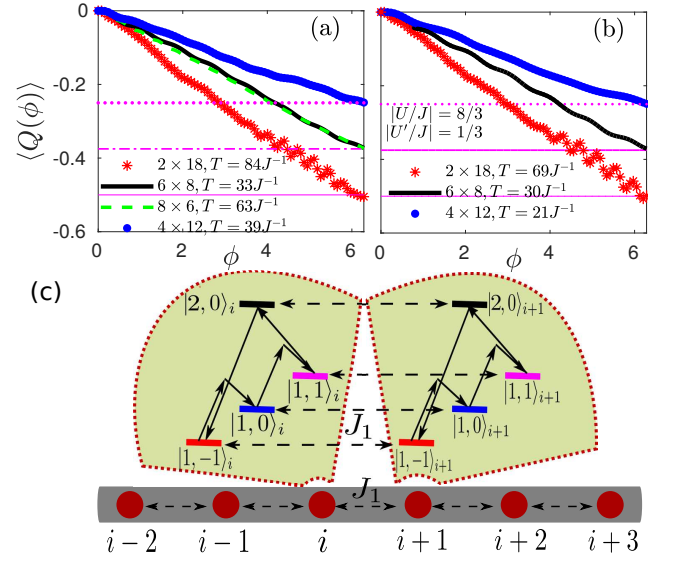 (a)
0
-0.2
-0.4
-0.6
⟨Q(ϕ)⟩
2 × 18, T = 84J⁻¹
6 × 8, T = 33J⁻¹
8 × 6, T = 63J⁻¹
4 × 12, T = 39J⁻¹
0 2 4 6
ϕ
(b)
|U/J| = 8/3
|U′/J| = 1/3
2 × 18, T = 69J⁻¹
6 × 8, T = 30J⁻¹
4 × 12, T = 21J⁻¹
0 2 4 6
ϕ
(c)
|2, 0⟩ᵢ |2, 0⟩ᵢ₊₁
|1, 1⟩ᵢ |1, 1⟩ᵢ₊₁
|1, 0⟩ᵢ J₁ |1, 0⟩ᵢ₊₁
|1, −1⟩ᵢ |1, −1⟩ᵢ₊₁
J₁
i − 2 i − 1 i i + 1 i + 2 i + 3